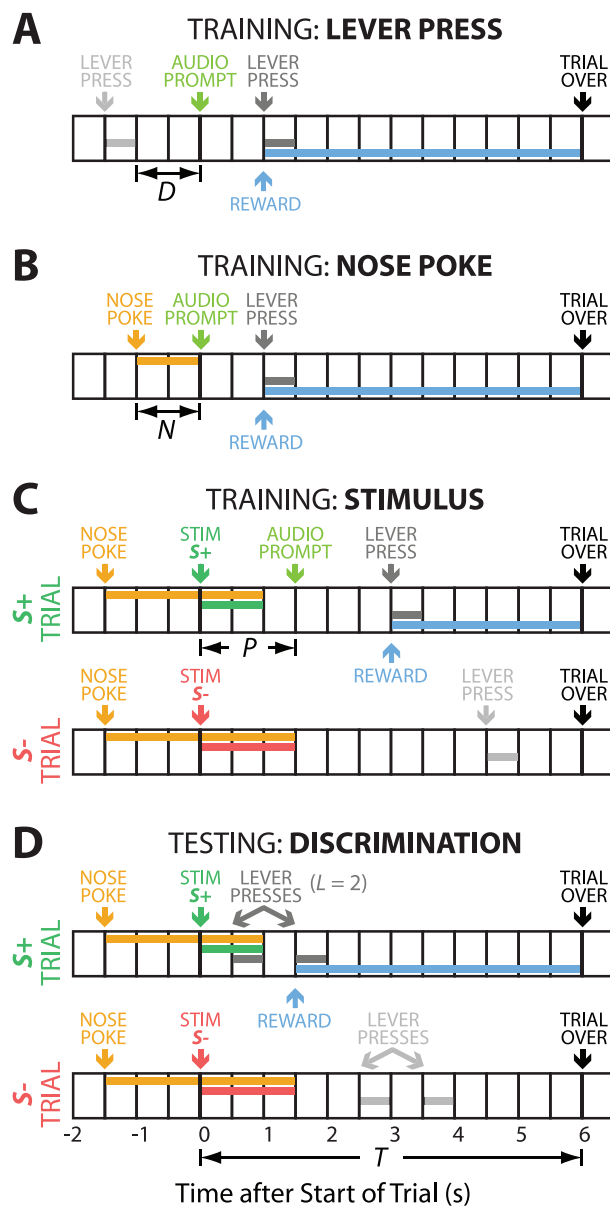 A TRAINING: LEVER PRESS
LEVER PRESS
AUDIO PROMPT
LEVER PRESS
TRIAL OVER
D
REWARD
B TRAINING: NOSE POKE
NOSE POKE
AUDIO PROMPT
LEVER PRESS
TRIAL OVER
N
REWARD
C TRAINING: STIMULUS
NOSE POKE
STIM S+
AUDIO PROMPT
LEVER PRESS
TRIAL OVER
S+ TRIAL
P
REWARD
NOSE POKE
STIM S-
LEVER PRESS
TRIAL OVER
S- TRIAL
D TESTING: DISCRIMINATION
NOSE POKE
STIM S+
LEVER PRESSES
(L = 2)
TRIAL OVER
S+ TRIAL
REWARD
NOSE POKE
STIM S-
LEVER PRESSES
TRIAL OVER
S- TRIAL
-2 -1 0 1 2 3 4 5 6
T
Time after Start of Trial (s)